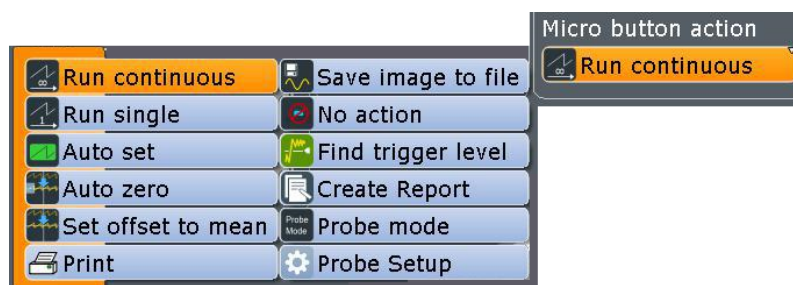 Micro button action
Run continuous
Run continuous
Save image to file
Run single
No action
Auto set
Find trigger level
Auto zero
Create Report
Set offset to mean
Probe Mode
Probe mode
Print
Probe Setup